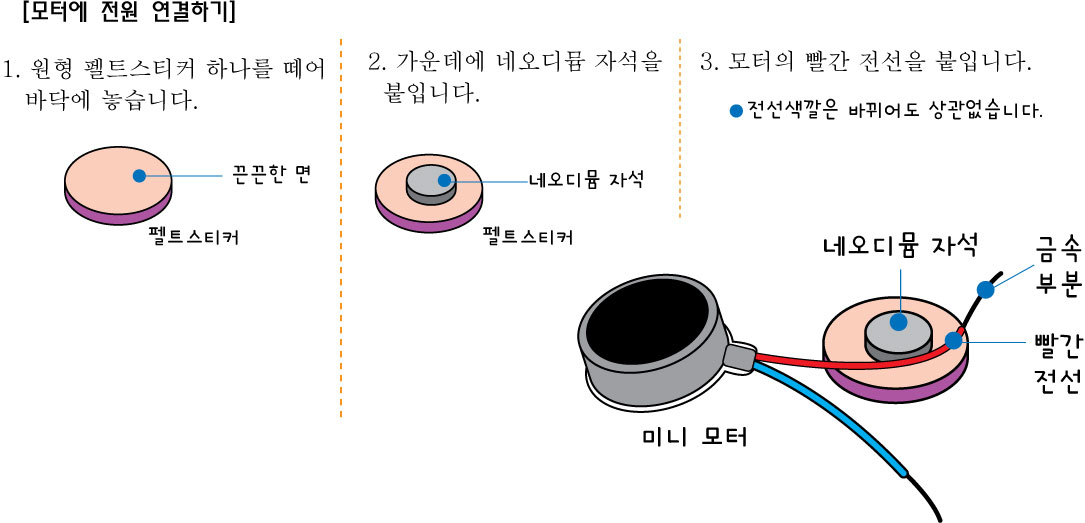 [모터에 전원 연결하기]
1. 원형 펠트스티커 하나를 떼어
바닥에 놓습니다.
끈끈한 면
펠트스티커
2. 가운데에 네오디뮴 자석을
붙입니다.
네오디뮴 자석
펠트스티커
3. 모터의 빨간 전선을 붙입니다.
전선색깔은 바뀌어도 상관없습니다.
네오디뮴 자석
금속
부분
빨간
전선
미니 모터